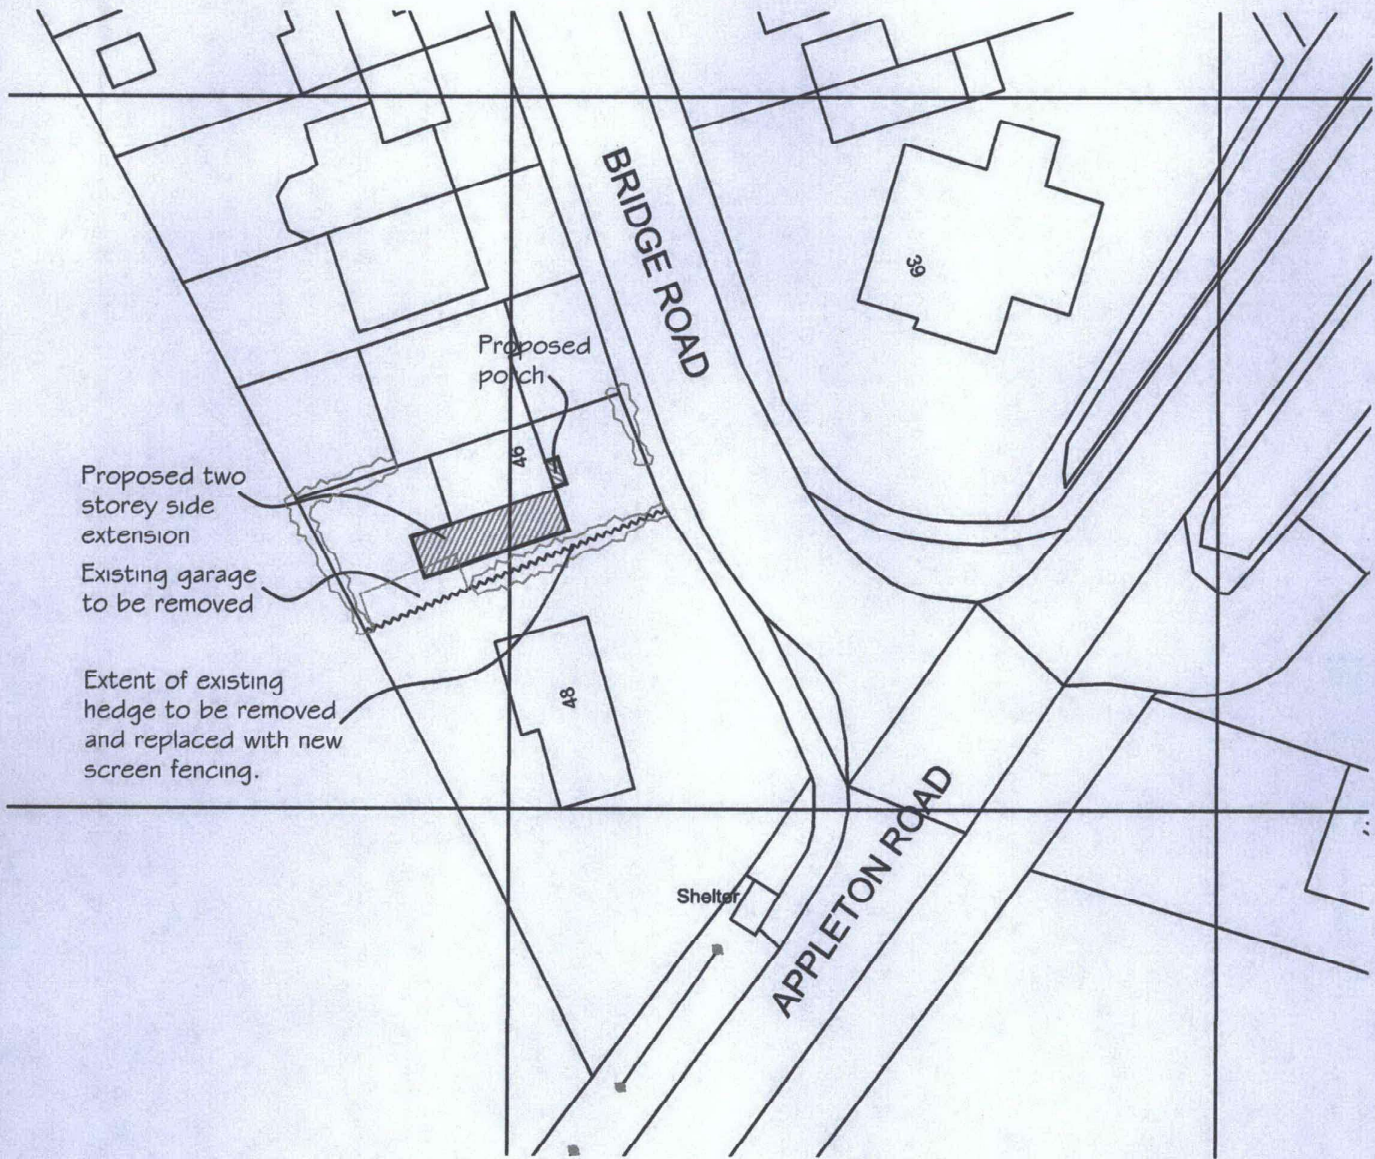 BRIDGE ROAD
39
Proposed
porch
46
Proposed two
storey side
extension
Existing garage
to be removed
Extent of existing
hedge to be removed
and replaced with new
screen fencing.
48
Shelter
APPLETON ROAD